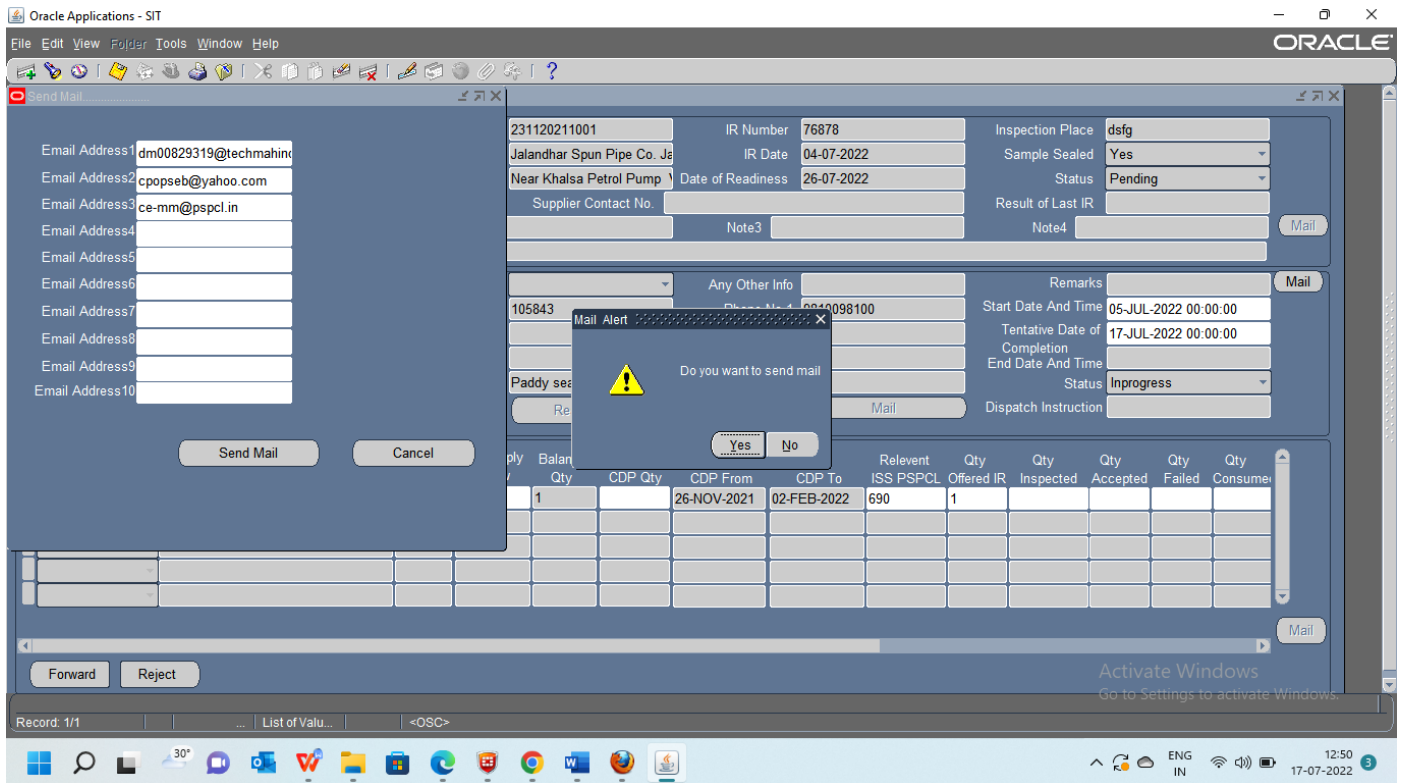 Oracle Applications - SIT
File Edit View Folder Tools Window Help
ORACLE
Send Mail.....................
Email Address1 dm00829319@techmahind
Email Address2 cpopseb@yahoo.com
Email Address3 ce-mm@pspcl.in
Email Address4
Email Address5
Email Address6
Email Address7
Email Address8
Email Address9
Email Address10
Send Mail Cancel
231120211001 IR Number 76878 Inspection Place dsfg
Jalandhar Spun Pipe Co. Ja IR Date 04-07-2022 Sample Sealed Yes
Near Khalsa Petrol Pump Date of Readiness 26-07-2022 Status Pending
Supplier Contact No. Result of Last IR
Note3 Note4 Mail
Any Other Info Remarks Mail
105843 Phone No 1 9810098100 Start Date And Time 05-JUL-2022 00:00:00
Tentative Date of Completion 17-JUL-2022 00:00:00
End Date And Time
Paddy sea Status Inprogress
Re Mail Dispatch Instruction
Mail Alert
Do you want to send mail
Yes No
ply Balan Relevent Qty Qty Qty Qty Qty
Qty CDP Qty CDP From CDP To ISS PSPCL Offered IR Inspected Accepted Failed Consume
1 26-NOV-2021 02-FEB-2022 690 1
Mail
Forward Reject
Activate Windows
Go to Settings to activate Windows.
Record: 1/1 ... List of Valu... <OSC>
30° ENG IN 12:50 17-07-2022 3